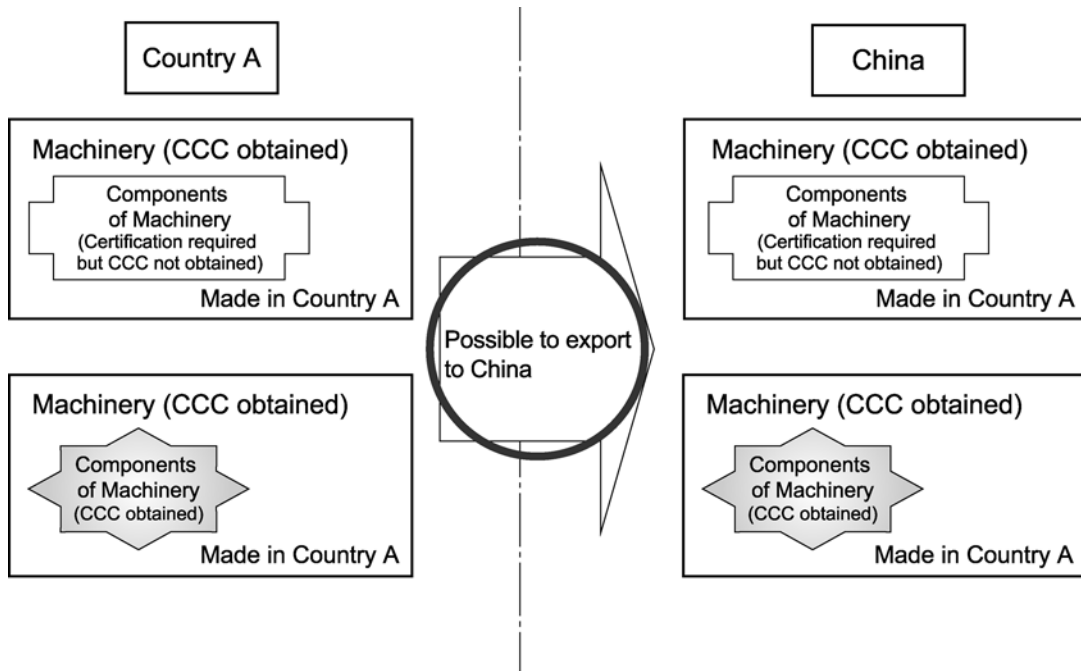 Country A
China
Machinery (CCC obtained)
Components
of Machinery
(Certification required
but CCC not obtained)
Made in Country A
Machinery (CCC obtained)
Components
of Machinery
(Certification required
but CCC not obtained)
Made in Country A
Possible to export
to China
Machinery (CCC obtained)
Components
of Machinery
(CCC obtained)
Made in Country A
Machinery (CCC obtained)
Components
of Machinery
(CCC obtained)
Made in Country A